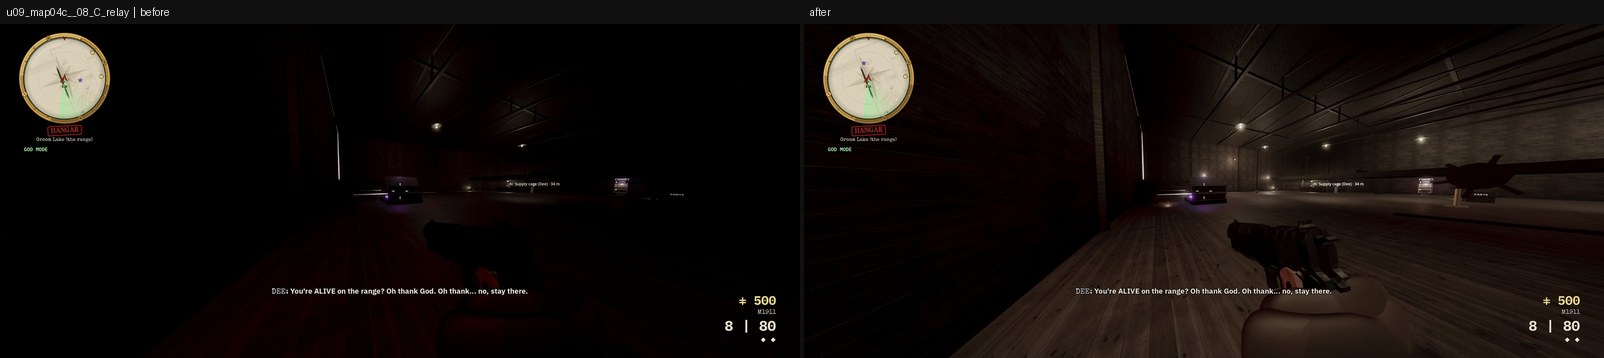 u09_map04c__08_C_relay | before
HANGAR
Groom Lake (the range)
GOD MODE
Supply cage (Dee) · 34 m
DEE: You're ALIVE on the range? Oh thank God. Oh thank... no, stay there.
500
M1911
8 | 80
after
HANGAR
Groom Lake (the range)
GOD MODE
Supply cage (Dee) · 34 m
DEE: You're ALIVE on the range? Oh thank God. Oh thank... no, stay there.
500
M1911
8 | 80